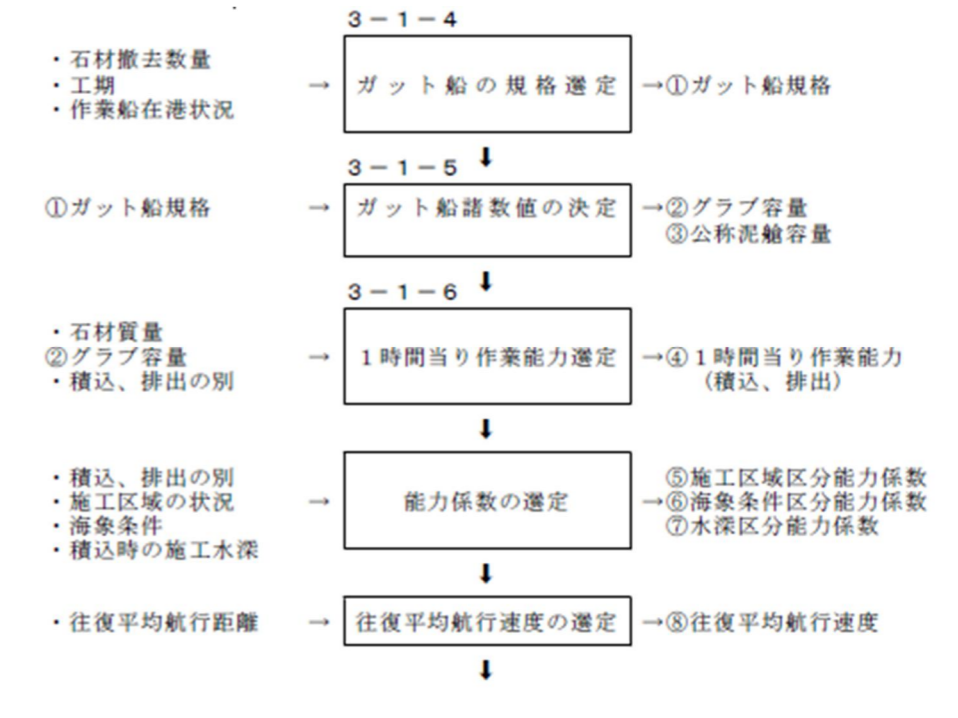 3－1－4
・石材撤去数量
・工期
・作業船在港状況
→
ガット船の規格選定
→①ガット船規格
⬇
3－1－5
①ガット船規格
→
ガット船諸数値の決定
→②グラブ容量
③公称泥艙容量
⬇
3－1－6
・石材質量
②グラブ容量
・積込、排出の別
→
１時間当り作業能力選定
→④１時間当り作業能力
（積込、排出）
⬇
・積込、排出の別
・施工区域の状況
・海象条件
・積込時の施工水深
→
能力係数の選定
⑤施工区域区分能力係数
→⑥海象条件区分能力係数
⑦水深区分能力係数
⬇
・往復平均航行距離
→
往復平均航行速度の選定
→⑧往復平均航行速度
⬇